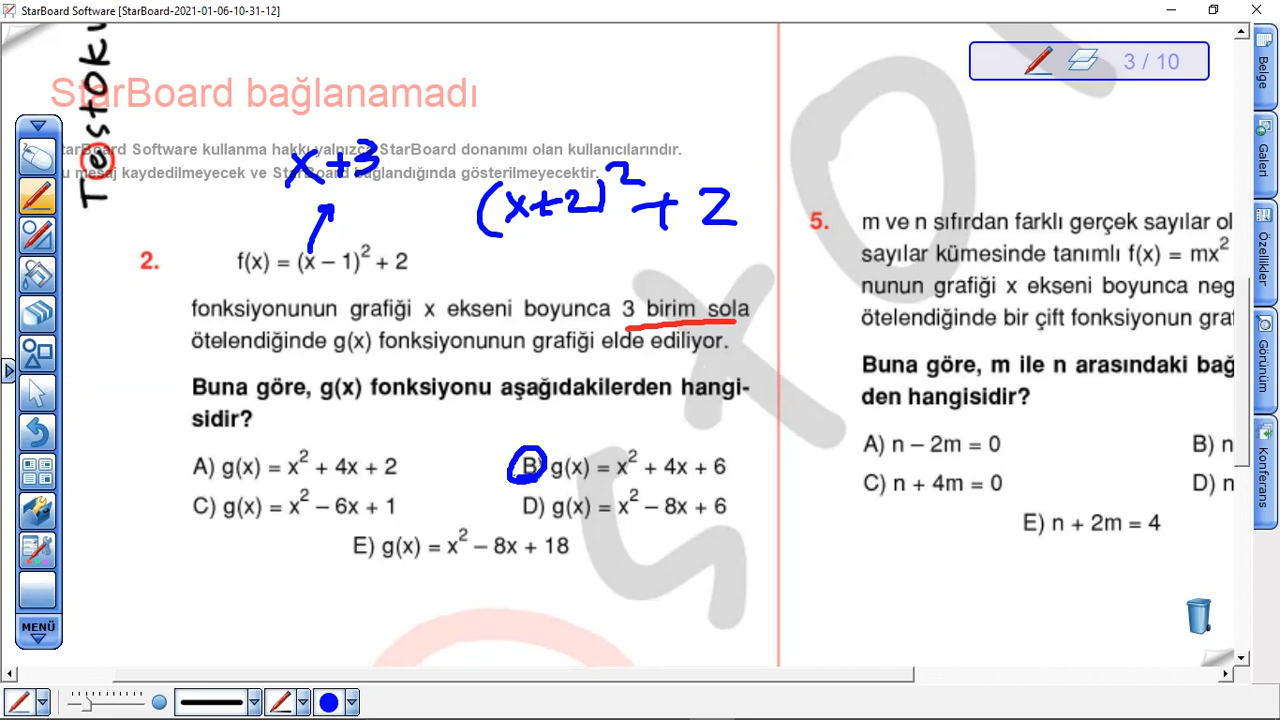 StarBoard Software [StarBoard-2021-01-06-10-31-12]
Testoku
StarBoard bağlanamadı
StarBoard Software kullanma hakkı yalnızca StarBoard donanımı olan kullanıcılarındır.
mesaj kaydedilmeyecek ve StarBoard bağlandığında gösterilmeyecektir.
3 / 10
x+3
(x+2)² + 2
2. f(x) = (x – 1)² + 2
fonksiyonunun grafiği x ekseni boyunca 3 birim sola
ötelendiğinde g(x) fonksiyonunun grafiği elde ediliyor.
Buna göre, g(x) fonksiyonu aşağıdakilerden hangi-
sidir?
A) g(x) = x² + 4x + 2 B) g(x) = x² + 4x + 6
C) g(x) = x² – 6x + 1 D) g(x) = x² – 8x + 6
E) g(x) = x² – 8x + 18
5. m ve n sıfırdan farklı gerçek sayılar ol
sayılar kümesinde tanımlı f(x) = mx²
nunun grafiği x ekseni boyunca neg
ötelendiğinde bir çift fonksiyonun gra
Buna göre, m ile n arasındaki bağ
den hangisidir?
A) n – 2m = 0 B) n
C) n + 4m = 0 D) n
E) n + 2m = 4
Belge
Galeri
Özellikler
Görünüm
Konferans
MENÜ